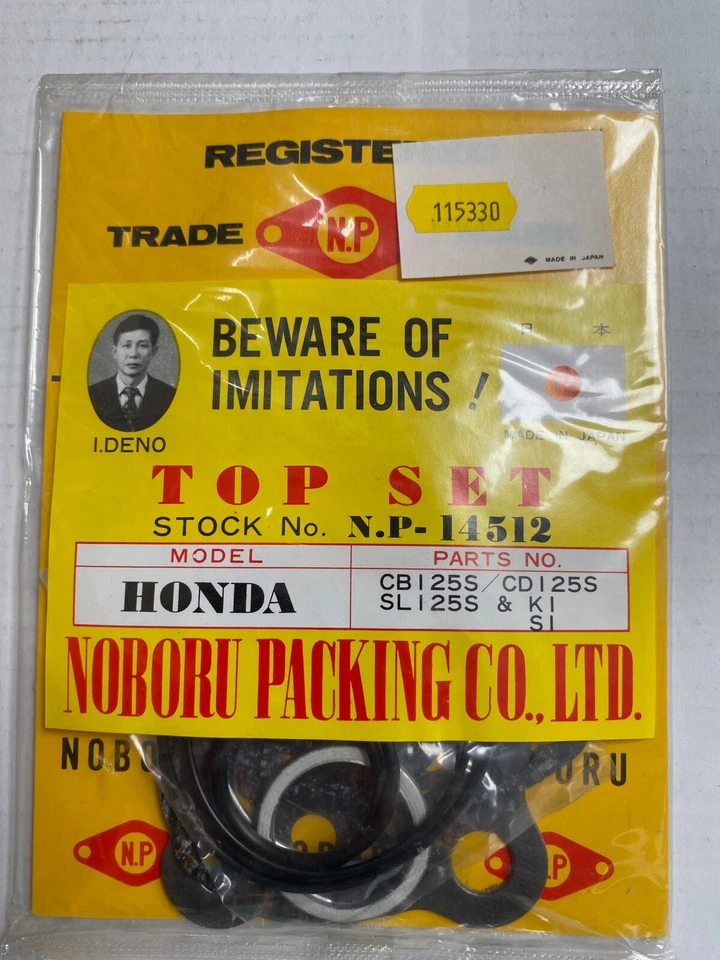 REGISTE
TRADE N.P
115330
MADE IN JAPAN
BEWARE OF
IMITATIONS!
日 本
MADE IN JAPAN
I.DENO
TOP SET
STOCK No. N.P-14512
MODEL PARTS NO.
HONDA CB125S/CD125S
SL125S & K1
S1
NOBORU PACKING CO., LTD.
NOBO ORU
N.P .P